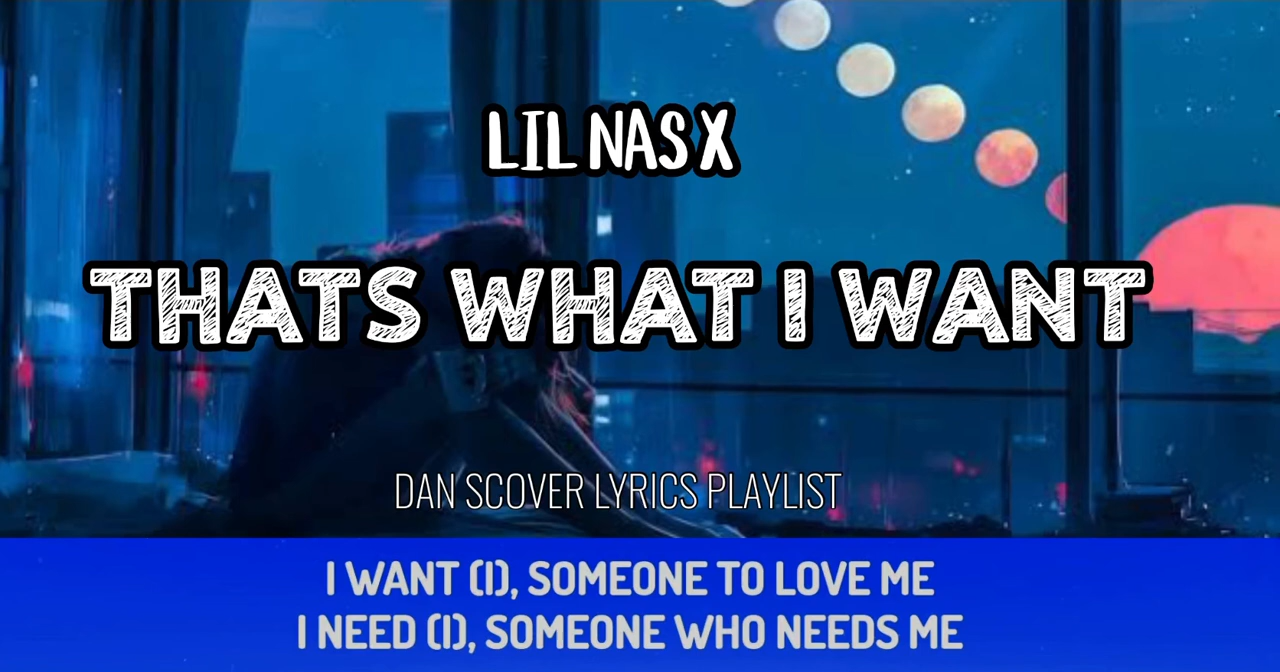 LIL NAS X
THATS WHAT I WANT
DAN SCOVER LYRICS PLAYLIST
I WANT (I), SOMEONE TO LOVE ME
I NEED (I), SOMEONE WHO NEEDS ME